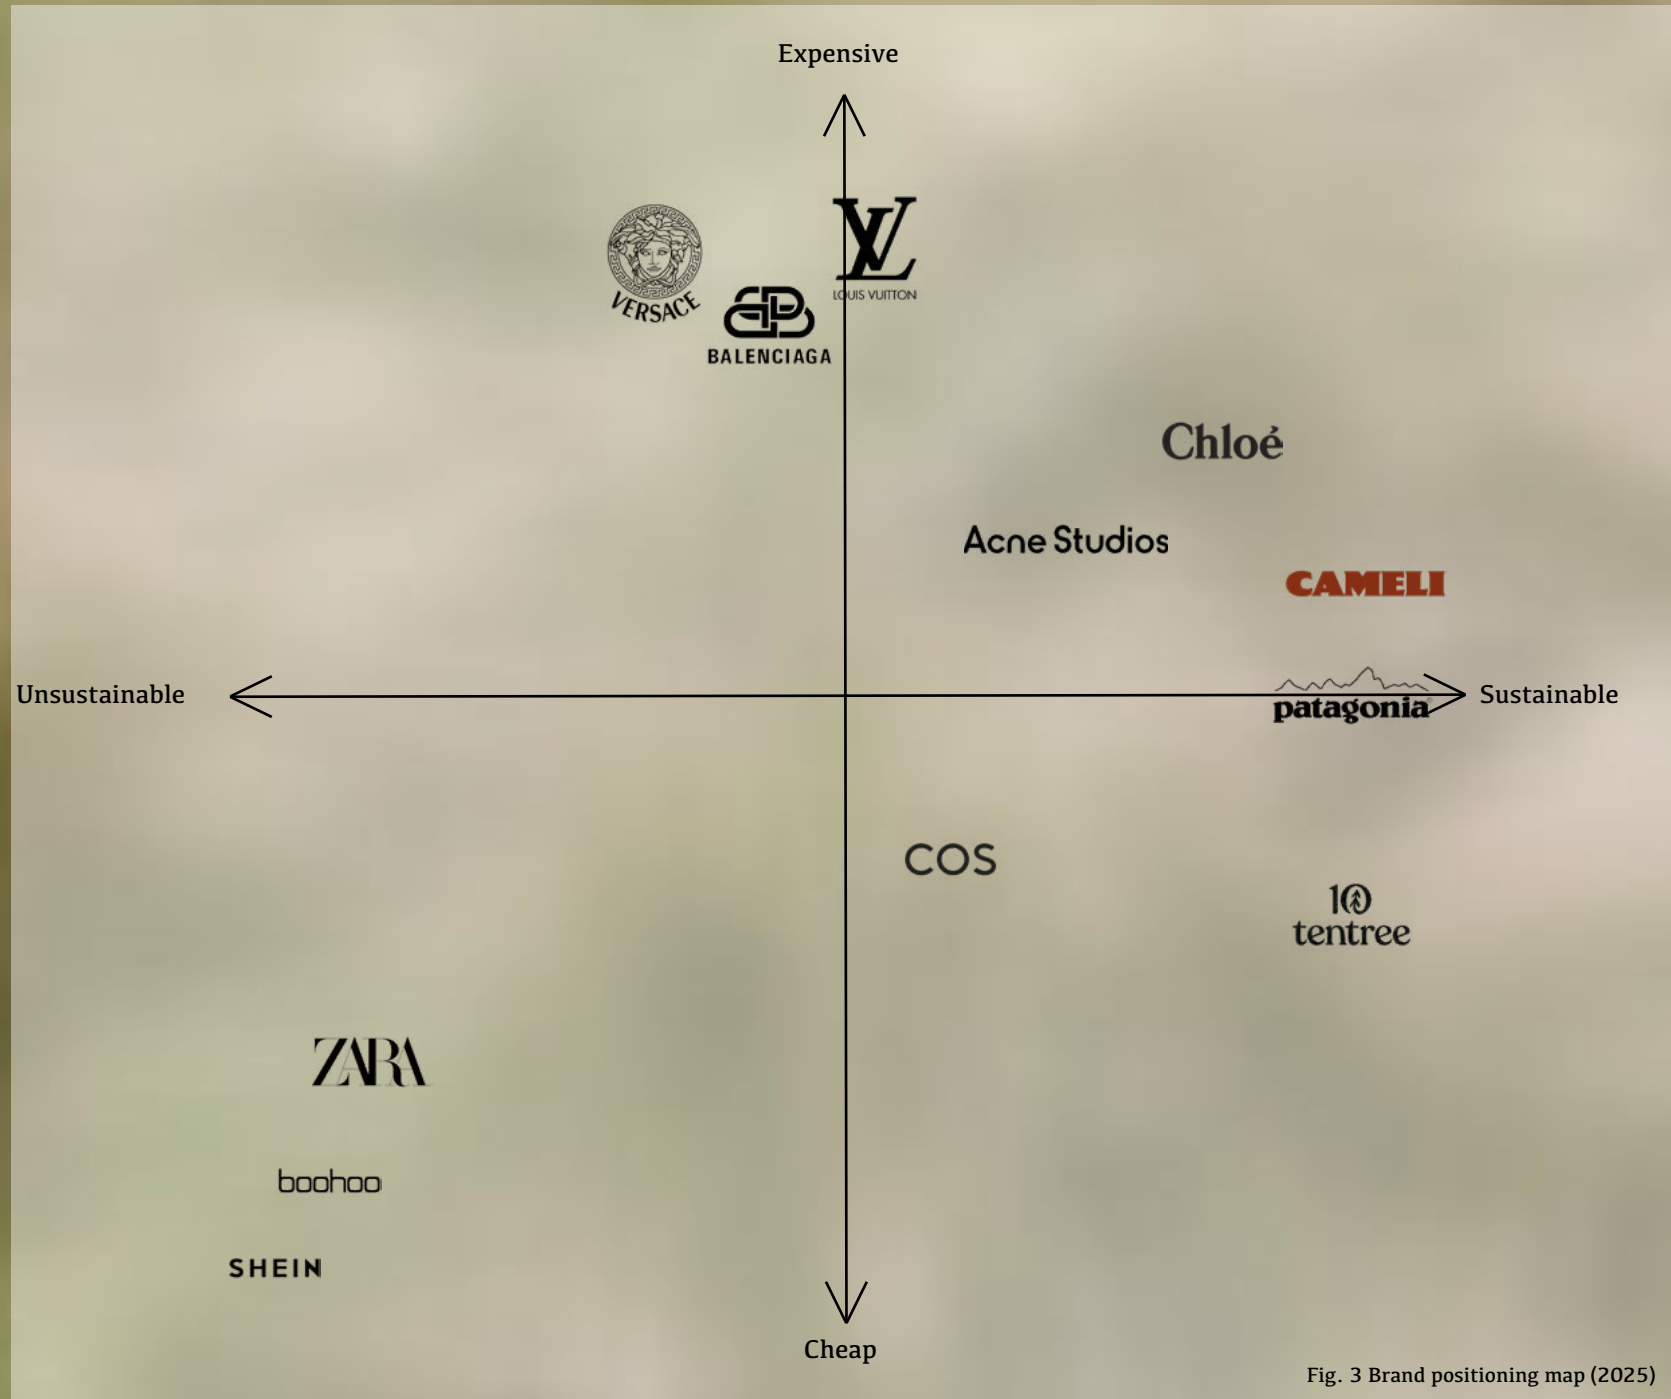 Expensive
VERSACE
LOUIS VUITTON
BALENCIAGA
Chloé
Acne Studios
CAMELI
Unsustainable
Sustainable
patagonia
COS
10
tentree
ZARA
boohoo
SHEIN
Cheap
Fig. 3 Brand positioning map (2025)